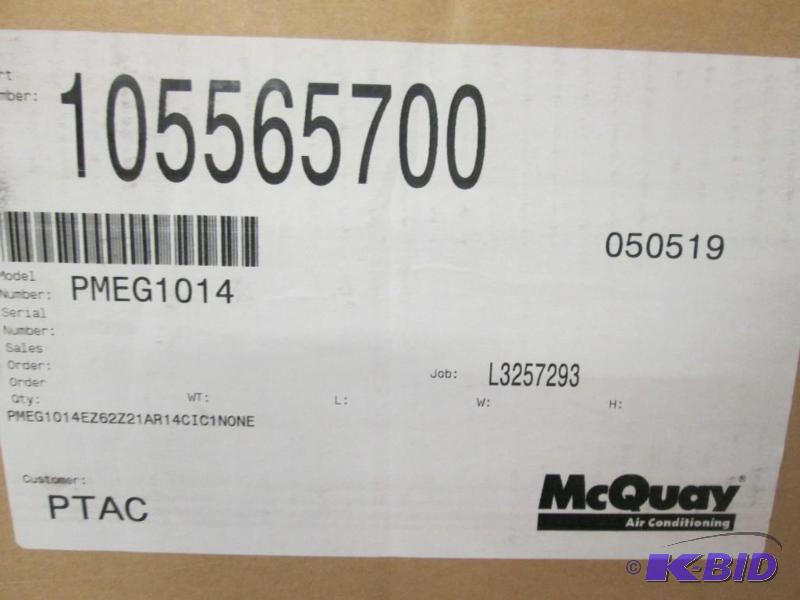 rt
mber: 105565700
050519
Model
Number: PMEG1014
Serial
Number:
Sales
Order:
Job: L3257293
Order
Qty: WT: L: W: H:
PMEG1014EZ62Z21AR14CIC1NONE
Customer:
PTAC
McQuay®
Air Conditioning
© K-BID